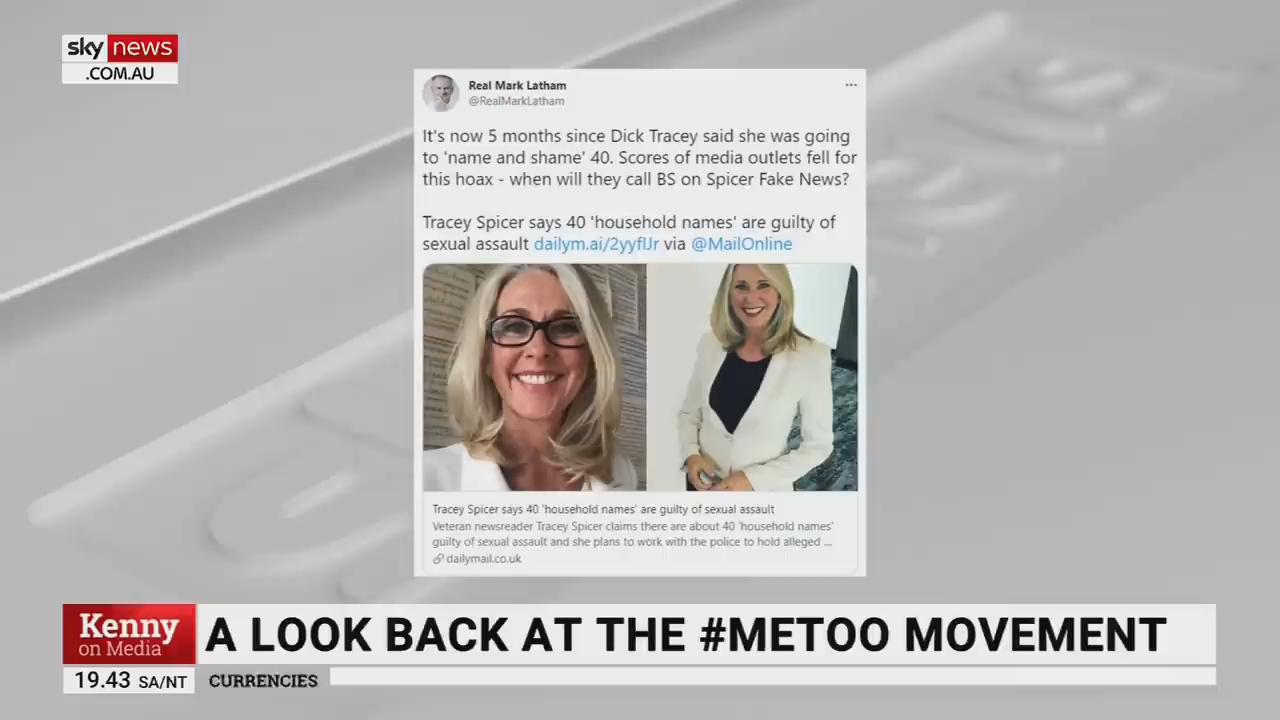 sky news
.COM.AU
Real Mark Latham
@RealMarkLatham
It's now 5 months since Dick Tracey said she was going
to 'name and shame' 40. Scores of media outlets fell for
this hoax - when will they call BS on Spicer Fake News?
Tracey Spicer says 40 'household names' are guilty of
sexual assault dailym.ai/2yyflJr via @MailOnline
Tracey Spicer says 40 'household names' are guilty of sexual assault
Veteran newsreader Tracey Spicer claims there are about 40 'household names'
guilty of sexual assault and she plans to work with the police to hold alleged ...
dailymail.co.uk
Kenny
on Media
A LOOK BACK AT THE #METOO MOVEMENT
19.43 SA/NT
CURRENCIES